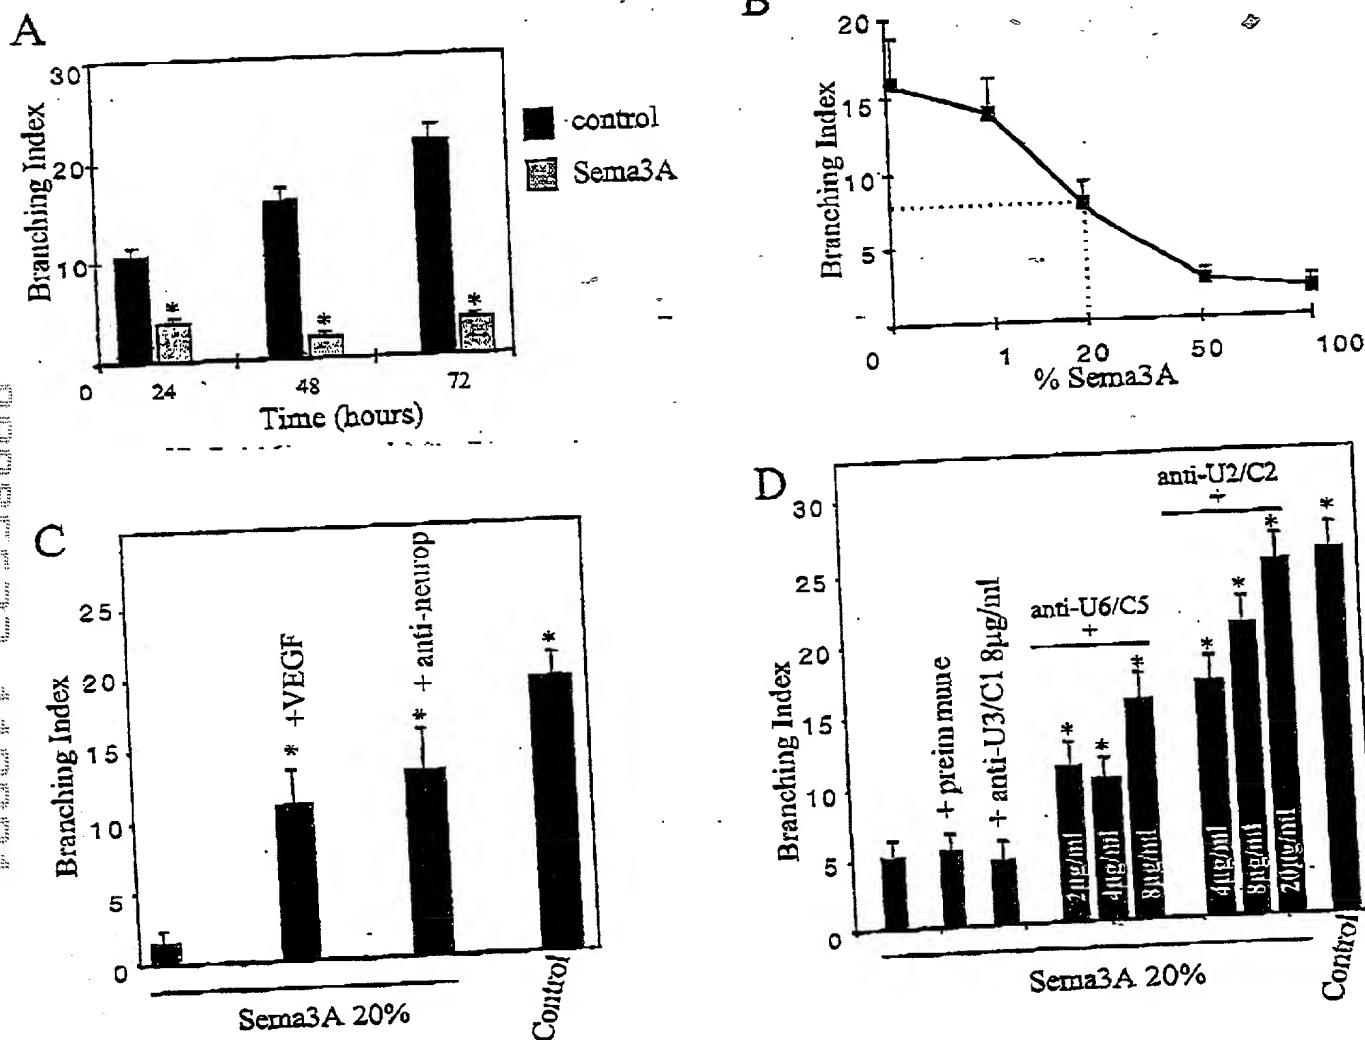 A
30
20
10
0
Branching Index
*
*
*
24
48
72
Time (hours)
control
Sema3A
B
20
15
10
5
Branching Index
0
1
20
50
100
% Sema3A
C
25
20
15
10
5
0
Branching Index
* +VEGF
* + anti-neurop
*
Sema3A 20%
Control
D
30
25
20
15
10
5
0
Branching Index
+ preimmune
+ anti-U3/C1 8µg/ml
anti-U6/C5
+
*
*
*
anti-U2/C2
+
*
*
*
*
2µg/ml
4µg/ml
8µg/ml
4µg/ml
8µg/ml
20µg/ml
Sema3A 20%
Control